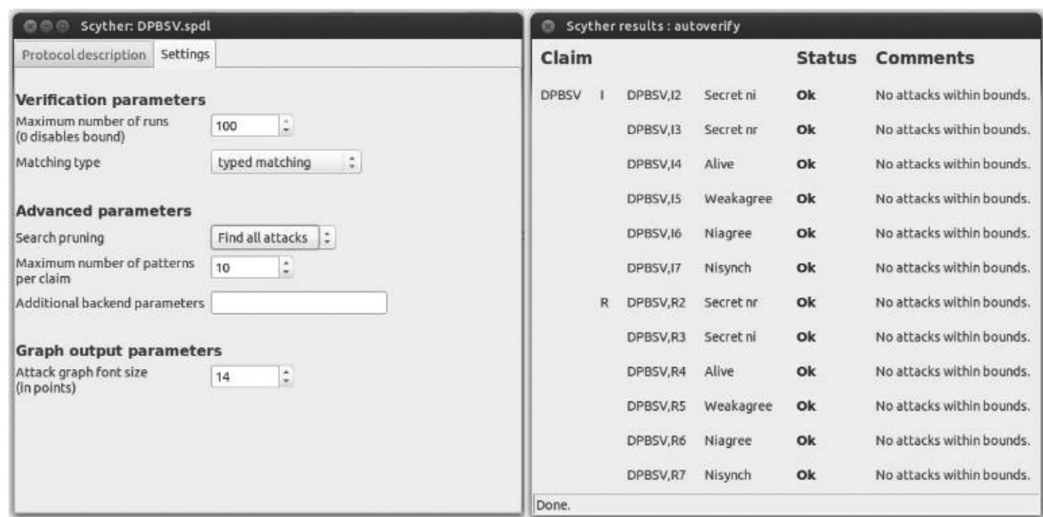 Scyther: DPBSV.spdl
Protocol description Settings
Verification parameters
Maximum number of runs
(0 disables bound)
100
Matching type
typed matching
Advanced parameters
Search pruning
Find all attacks
Maximum number of patterns
per claim
10
Additional backend parameters
Graph output parameters
Attack graph font size
(in points)
14
Scyther results : autoverify
Claim Status Comments
DPBSV I DPBSV,I2 Secret ni Ok No attacks within bounds.
DPBSV,I3 Secret nr Ok No attacks within bounds.
DPBSV,I4 Alive Ok No attacks within bounds.
DPBSV,I5 Weakagree Ok No attacks within bounds.
DPBSV,I6 Niagree Ok No attacks within bounds.
DPBSV,I7 Nisynch Ok No attacks within bounds.
R DPBSV,R2 Secret nr Ok No attacks within bounds.
DPBSV,R3 Secret ni Ok No attacks within bounds.
DPBSV,R4 Alive Ok No attacks within bounds.
DPBSV,R5 Weakagree Ok No attacks within bounds.
DPBSV,R6 Niagree Ok No attacks within bounds.
DPBSV,R7 Nisynch Ok No attacks within bounds.
Done.